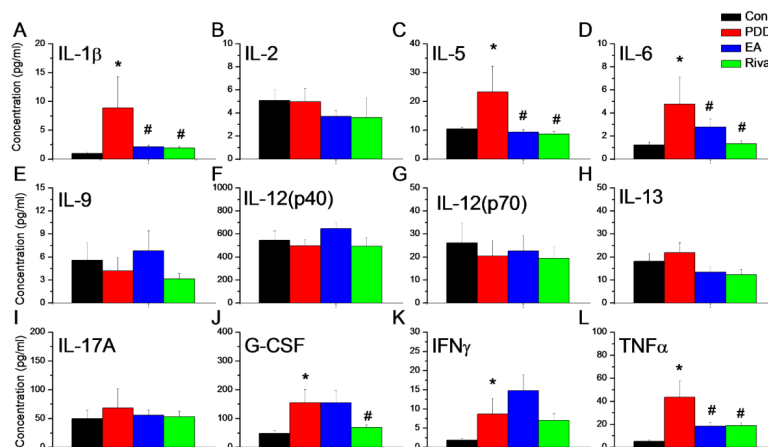 Con
PDD
EA
Riva
A B C D
IL-1β IL-2 IL-5 IL-6
Concentration (pg/ml)
20 15 10 5 0
* # #
8 6 4 2 0
50 40 30 20 10 0
* # #
10 8 6 4 2 0
* # #
E F G H
IL-9 IL-12(p40) IL-12(p70) IL-13
Concentration (pg/ml)
15 12 9 6 3 0
1000 800 600 400 200 0
50 40 30 20 10 0
50 40 30 20 10 0
I J K L
IL-17A G-CSF IFNγ TNFα
Concentration (pg/ml)
200 150 100 50 0
400 300 200 100 0
* #
25 20 15 10 5 0
*
100 80 60 40 20 0
* # #